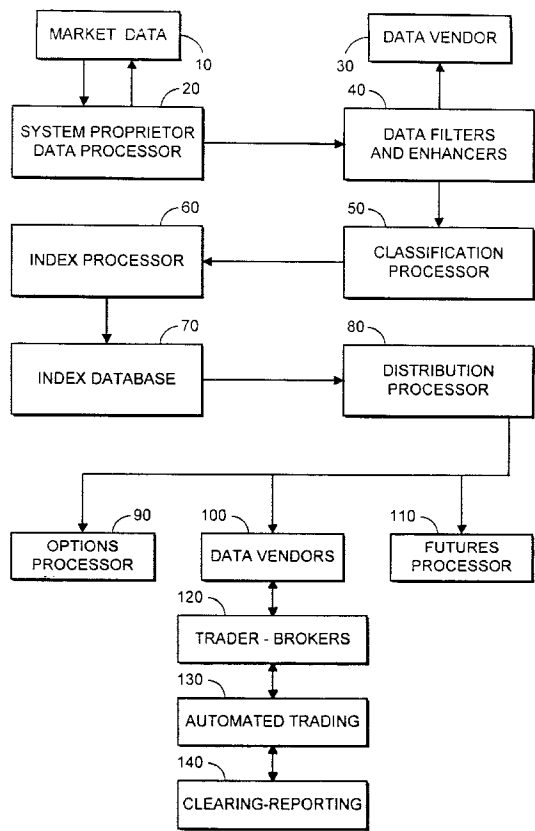 MARKET DATA
10
DATA VENDOR
30
20
SYSTEM PROPRIETOR
DATA PROCESSOR
40
DATA FILTERS
AND ENHANCERS
60
INDEX PROCESSOR
50
CLASSIFICATION
PROCESSOR
70
INDEX DATABASE
80
DISTRIBUTION
PROCESSOR
90
OPTIONS
PROCESSOR
100
DATA VENDORS
110
FUTURES
PROCESSOR
120
TRADER - BROKERS
130
AUTOMATED TRADING
140
CLEARING-REPORTING